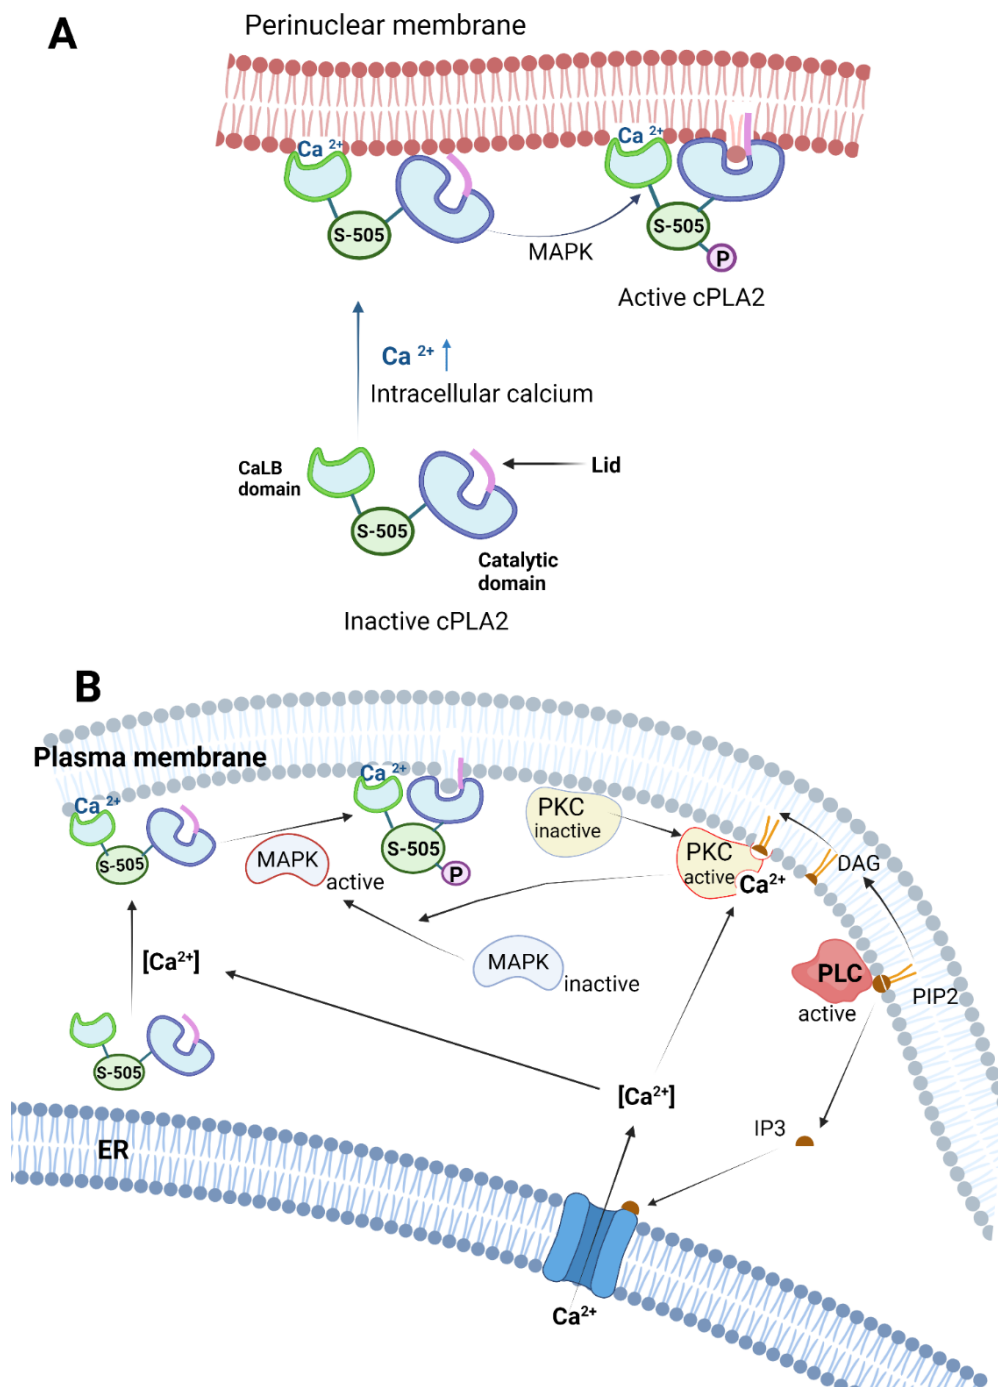 A
Perinuclear membrane
Ca 2+
Ca 2+
S-505
S-505
MAPK
P
Active cPLA2
Ca 2+
Intracellular calcium
CaLB
domain
Lid
S-505
Catalytic
domain
Inactive cPLA2
B
Plasma membrane
Ca 2+
Ca 2+
S-505
S-505
P
MAPK
active
PKC
inactive
PKC
active
Ca2+
DAG
PLC
active
PIP2
MAPK
inactive
[Ca2+]
S-505
[Ca2+]
IP3
ER
Ca2+